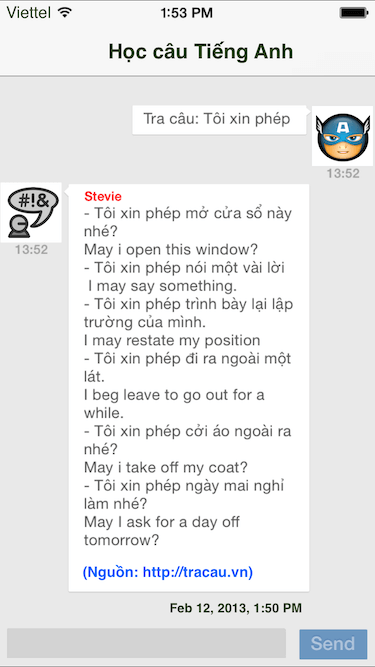 Viettel 1:53 PM
Học câu Tiếng Anh
Tra câu: Tôi xin phép
A
13:52
#!&
13:52
Stevie
- Tôi xin phép mở cửa sổ này
nhé?
May i open this window?
- Tôi xin phép nói một vài lời
I may say something.
- Tôi xin phép trình bày lại lập
trường của mình.
I may restate my position
- Tôi xin phép đi ra ngoài một
lát.
I beg leave to go out for a
while.
- Tôi xin phép cởi áo ngoài ra
nhé?
May i take off my coat?
- Tôi xin phép ngày mai nghỉ
làm nhé?
May I ask for a day off
tomorrow?
(Nguồn: http://tracau.vn)
Feb 12, 2013, 1:50 PM
Send